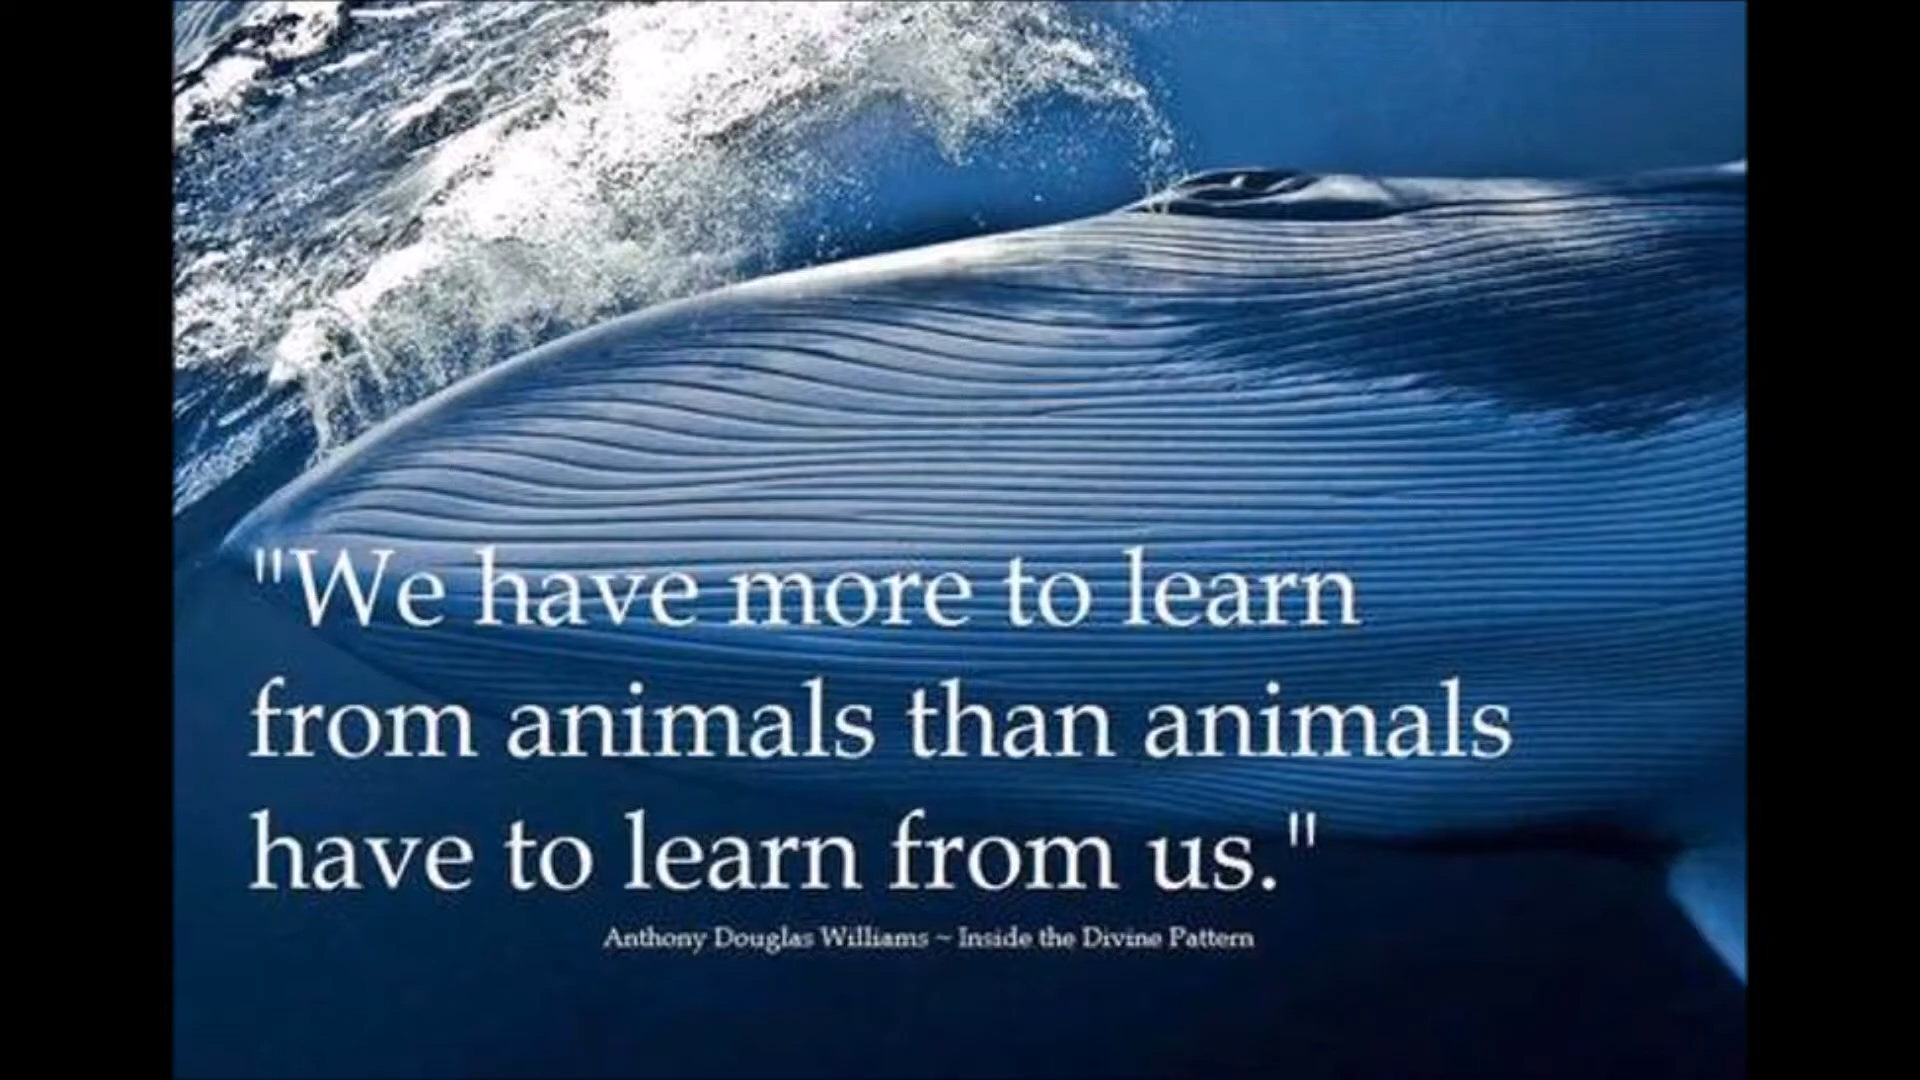 "We have more to learn
from animals than animals
have to learn from us."
Anthony Douglas Williams ~ Inside the Divine Pattern